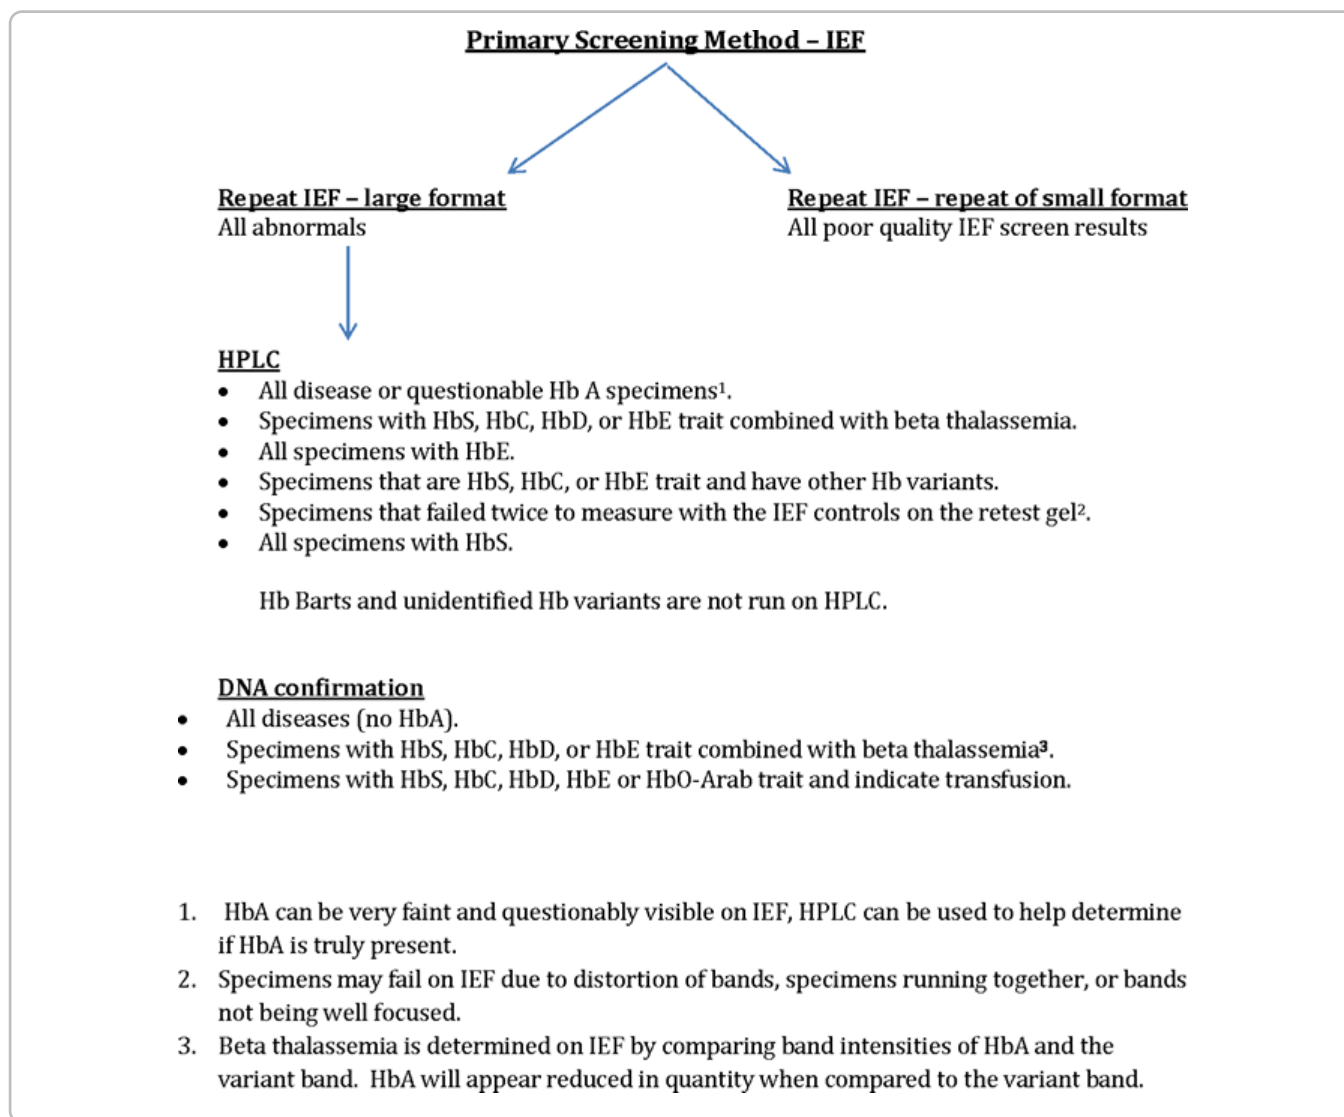 Primary Screening Method – IEF
Repeat IEF – large format
All abnormals
Repeat IEF – repeat of small format
All poor quality IEF screen results
HPLC
• All disease or questionable Hb A specimens¹.
• Specimens with HbS, HbC, HbD, or HbE trait combined with beta thalassemia.
• All specimens with HbE.
• Specimens that are HbS, HbC, or HbE trait and have other Hb variants.
• Specimens that failed twice to measure with the IEF controls on the retest gel².
• All specimens with HbS.
Hb Barts and unidentified Hb variants are not run on HPLC.
DNA confirmation
• All diseases (no HbA).
• Specimens with HbS, HbC, HbD, or HbE trait combined with beta thalassemia³.
• Specimens with HbS, HbC, HbD, HbE or HbO-Arab trait and indicate transfusion.
1. HbA can be very faint and questionably visible on IEF, HPLC can be used to help determine
if HbA is truly present.
2. Specimens may fail on IEF due to distortion of bands, specimens running together, or bands
not being well focused.
3. Beta thalassemia is determined on IEF by comparing band intensities of HbA and the
variant band.  HbA will appear reduced in quantity when compared to the variant band.